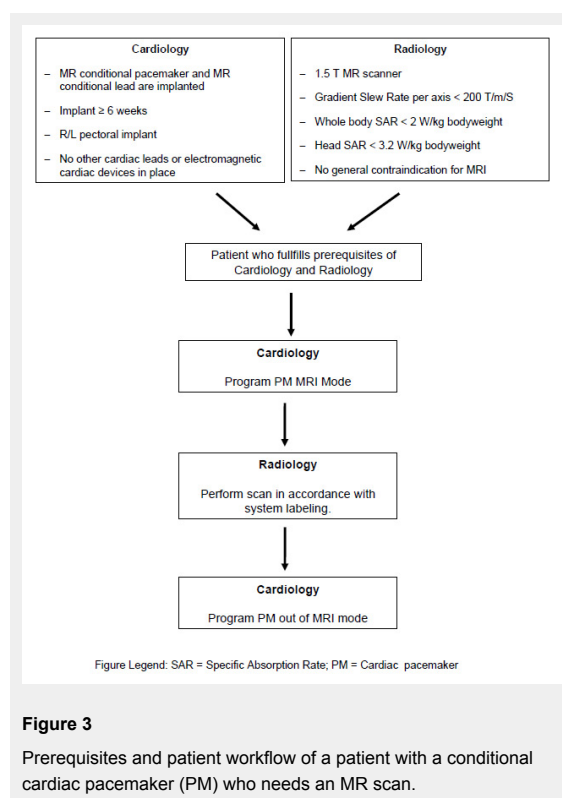 Cardiology
– MR conditional pacemaker and MR
conditional lead are implanted
– Implant ≥ 6 weeks
– R/L pectoral implant
– No other cardiac leads or electromagnetic
cardiac devices in place
Radiology
– 1.5 T MR scanner
– Gradient Slew Rate per axis < 200 T/m/S
– Whole body SAR < 2 W/kg bodyweight
– Head SAR < 3.2 W/kg bodyweight
– No general contraindication for MRI
Patient who fullfills prerequisites of
Cardiology and Radiology
Cardiology
Program PM MRI Mode
Radiology
Perform scan in accordance with
system labeling.
Cardiology
Program PM out of MRI mode
Figure Legend: SAR = Specific Absorption Rate; PM = Cardiac pacemaker
Figure 3
Prerequisites and patient workflow of a patient with a conditional
cardiac pacemaker (PM) who needs an MR scan.